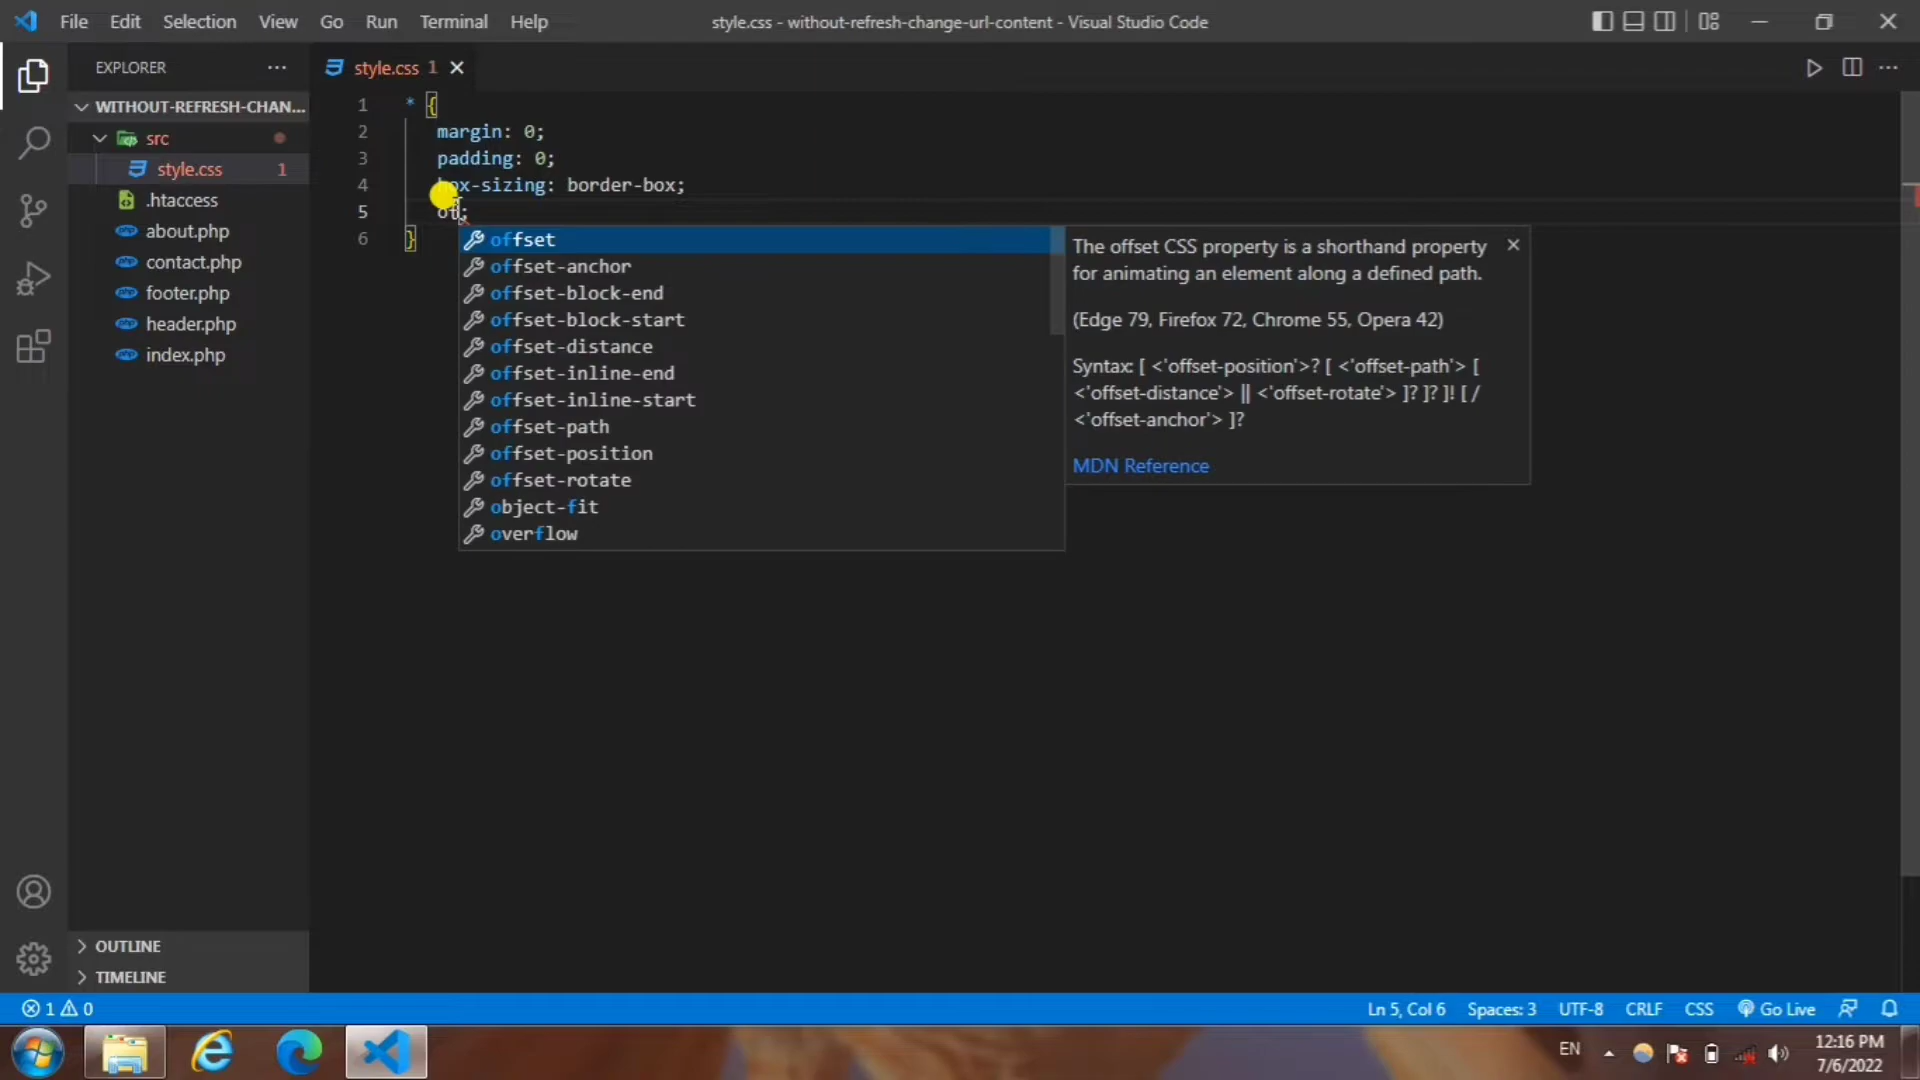 File Edit Selection View Go Run Terminal Help
style.css - without-refresh-change-url-content - Visual Studio Code
EXPLORER
WITHOUT-REFRESH-CHAN...
src
style.css 1
.htaccess
about.php
contact.php
footer.php
header.php
index.php
OUTLINE
TIMELINE
style.css 1
1 * {
2 margin: 0;
3 padding: 0;
4 box-sizing: border-box;
5 of;
6 }
offset
offset-anchor
offset-block-end
offset-block-start
offset-distance
offset-inline-end
offset-inline-start
offset-path
offset-position
offset-rotate
object-fit
overflow
The offset CSS property is a shorthand property
for animating an element along a defined path.
(Edge 79, Firefox 72, Chrome 55, Opera 42)
Syntax: [ <'offset-position'>? [ <'offset-path'> [
<'offset-distance'> || <'offset-rotate'> ]? ]? ]! [ /
<'offset-anchor'> ]?
MDN Reference
1 0
Ln 5, Col 6 Spaces: 3 UTF-8 CRLF CSS Go Live
EN
12:16 PM
7/6/2022